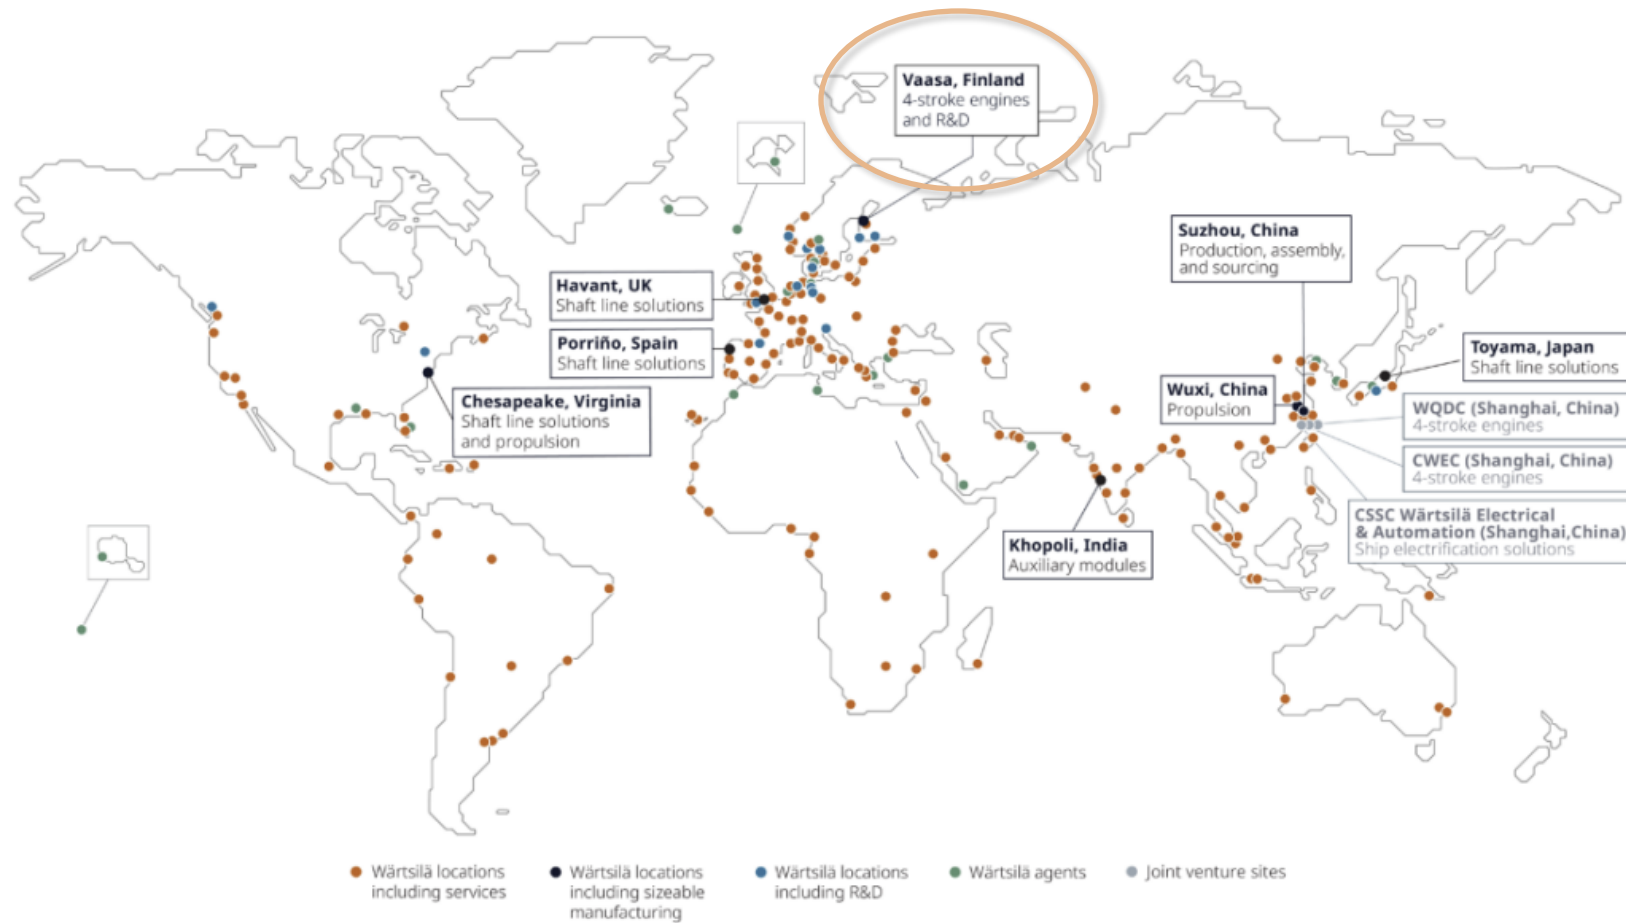 Vaasa, Finland
4-stroke engines
and R&D
Suzhou, China
Production, assembly,
and sourcing
Havant, UK
Shaft line solutions
Porriño, Spain
Shaft line solutions
Toyama, Japan
Shaft line solutions
Wuxi, China
Propulsion
Chesapeake, Virginia
Shaft line solutions
and propulsion
WQDC (Shanghai, China)
4-stroke engines
CWEC (Shanghai, China)
4-stroke engines
CSSC Wärtsilä Electrical
& Automation (Shanghai,China)
Ship electrification solutions
Khopoli, India
Auxiliary modules
Wärtsilä locations
including services
Wärtsilä locations
including sizeable
manufacturing
Wärtsilä locations
including R&D
Wärtsilä agents
Joint venture sites